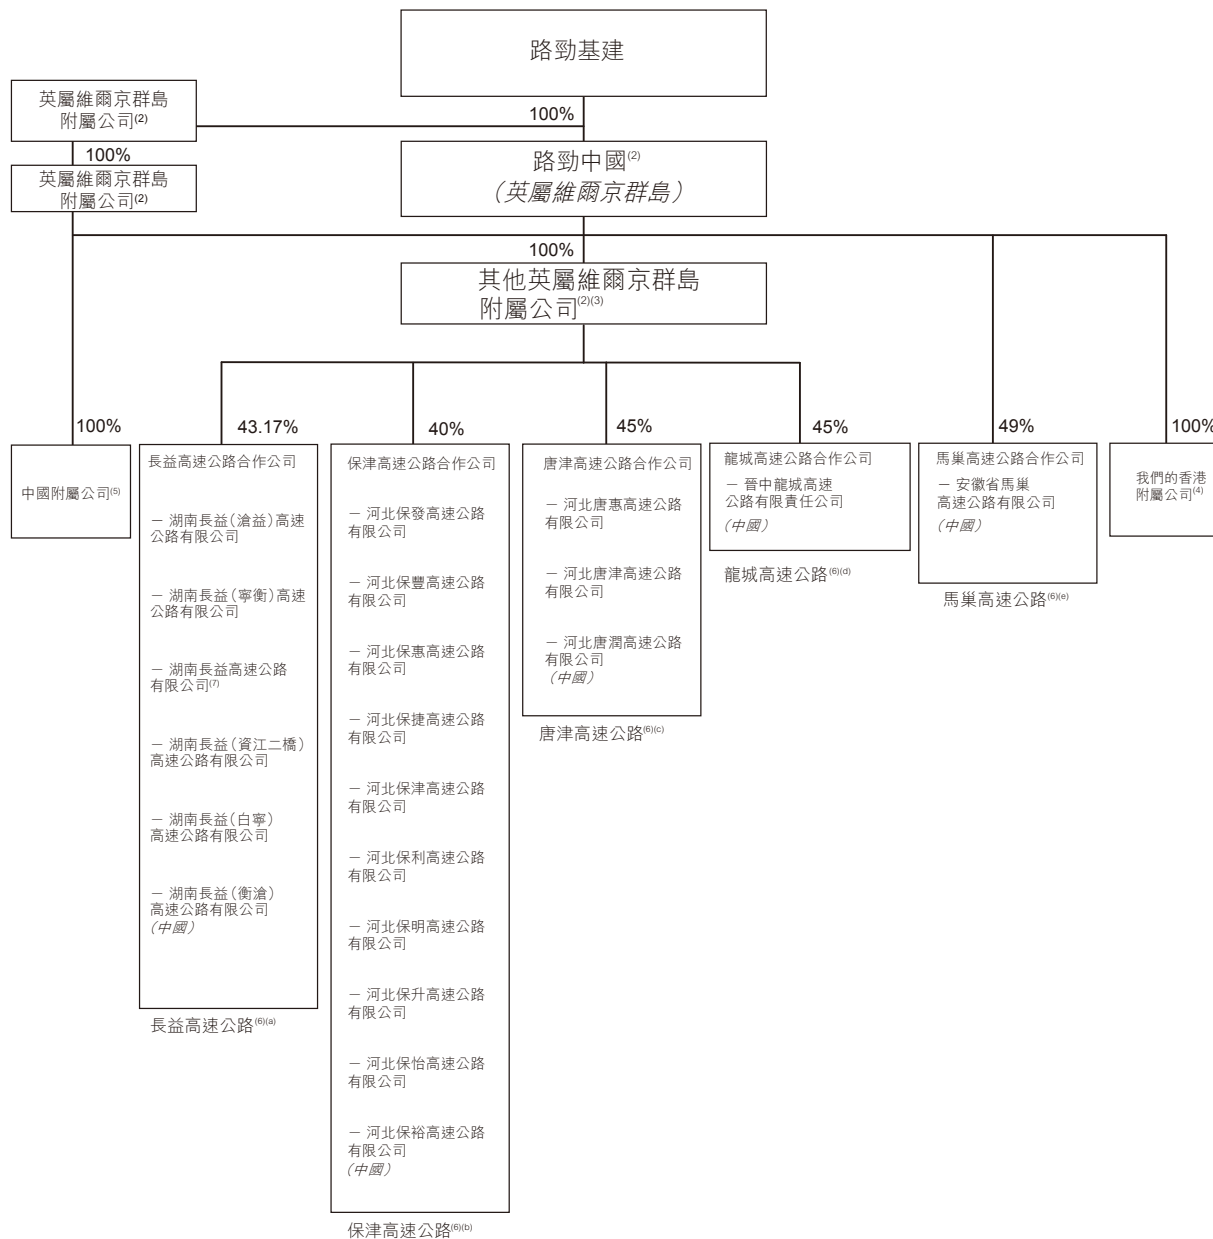 路勁基建
英屬維爾京群島
附屬公司(2)
100%
100%
英屬維爾京群島
附屬公司(2)
路勁中國(2)
（英屬維爾京群島）
100%
其他英屬維爾京群島
附屬公司(2)(3)
100%
中國附屬公司(5)
43.17%
長益高速公路合作公司
－ 湖南長益（滄益）高速
公路有限公司
－ 湖南長益（寧衡）高速
公路有限公司
－ 湖南長益高速公路
有限公司(7)
－ 湖南長益（資江二橋）
高速公路有限公司
－ 湖南長益（白寧）
高速公路有限公司
－ 湖南長益（衡滄）
高速公路有限公司
（中國）
長益高速公路(6)(a)
40%
保津高速公路合作公司
－ 河北保發高速公路
有限公司
－ 河北保豐高速公路
有限公司
－ 河北保惠高速公路
有限公司
－ 河北保捷高速公路
有限公司
－ 河北保津高速公路
有限公司
－ 河北保利高速公路
有限公司
－ 河北保明高速公路
有限公司
－ 河北保升高速公路
有限公司
－ 河北保怡高速公路
有限公司
－ 河北保裕高速公路
有限公司
（中國）
保津高速公路(6)(b)
45%
唐津高速公路合作公司
－ 河北唐惠高速公路
有限公司
－ 河北唐津高速公路
有限公司
－ 河北唐潤高速公路
有限公司
（中國）
唐津高速公路(6)(c)
45%
龍城高速公路合作公司
－ 晉中龍城高速
公路有限責任公司
（中國）
龍城高速公路(6)(d)
49%
馬巢高速公路合作公司
－ 安徽省馬巢
高速公路有限公司
（中國）
馬巢高速公路(6)(e)
100%
我們的香港
附屬公司(4)